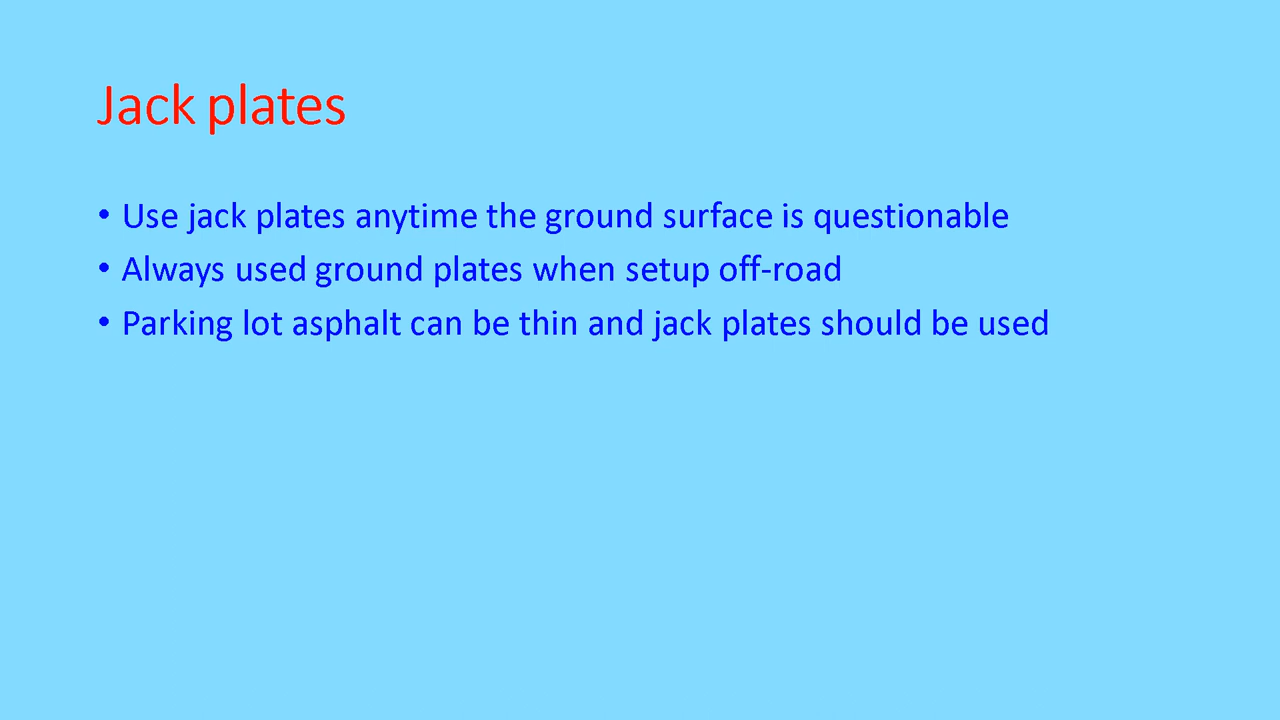 Jack plates
• Use jack plates anytime the ground surface is questionable
• Always used ground plates when setup off-road
• Parking lot asphalt can be thin and jack plates should be used